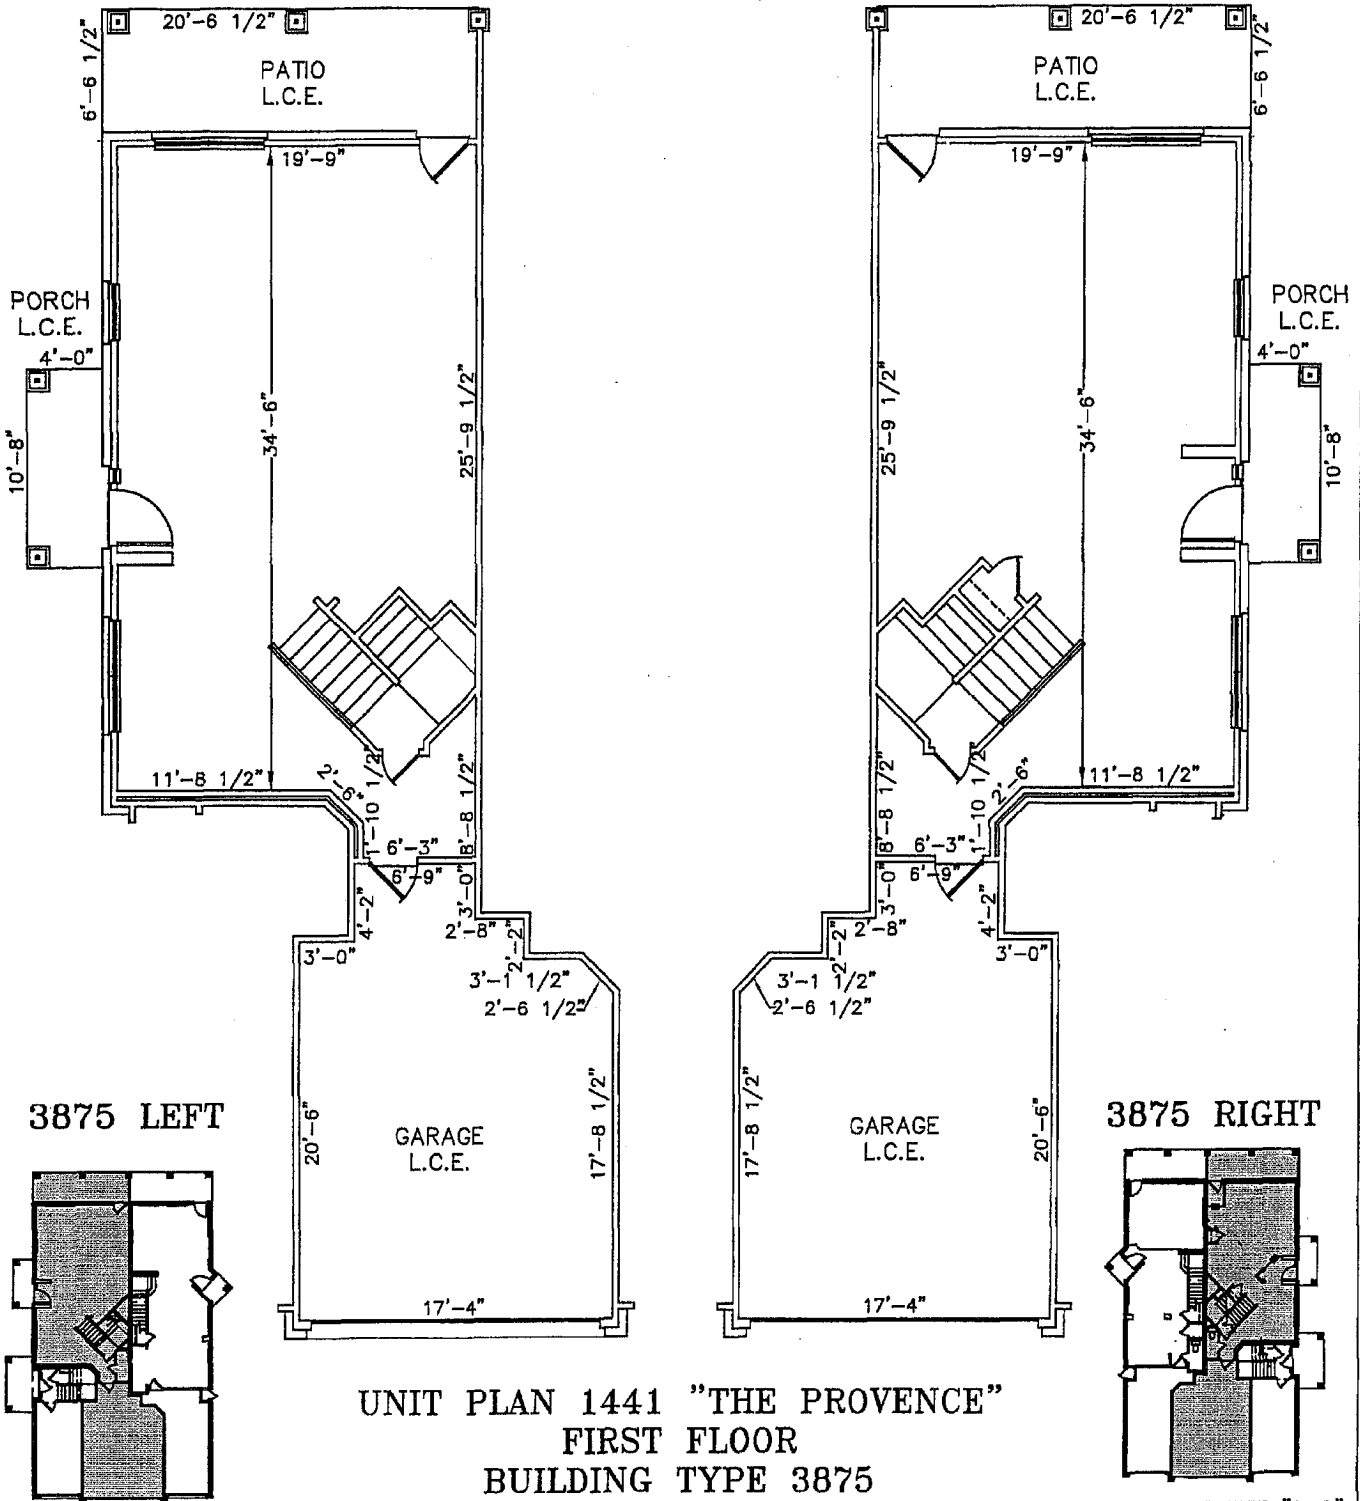 20'-6 1/2"
6'-6 1/2"
PATIO
L.C.E.
19'-9"
PORCH
L.C.E.
4'-0"
10'-8"
34'-6"
25'-9 1/2"
11'-8 1/2"
2'-6"
1'-10 1/2"
8'-8 1/2"
6'-3"
6'-9"
3'-0"
4'-2"
2'-8"
3'-0"
2'-2"
3'-1 1/2"
2'-6 1/2"
20'-6"
17'-8 1/2"
GARAGE
L.C.E.
17'-4"
3875 LEFT
20'-6 1/2"
6'-6 1/2"
PATIO
L.C.E.
19'-9"
PORCH
L.C.E.
4'-0"
10'-8"
25'-9 1/2"
34'-6"
11'-8 1/2"
2'-6"
1'-10 1/2"
8'-8 1/2"
6'-3"
6'-9"
3'-0"
4'-2"
2'-8"
3'-0"
2'-2"
3'-1 1/2"
2'-6 1/2"
17'-8 1/2"
20'-6"
GARAGE
L.C.E.
17'-4"
3875 RIGHT
UNIT PLAN 1441 "THE PROVENCE"
FIRST FLOOR
BUILDING TYPE 3875